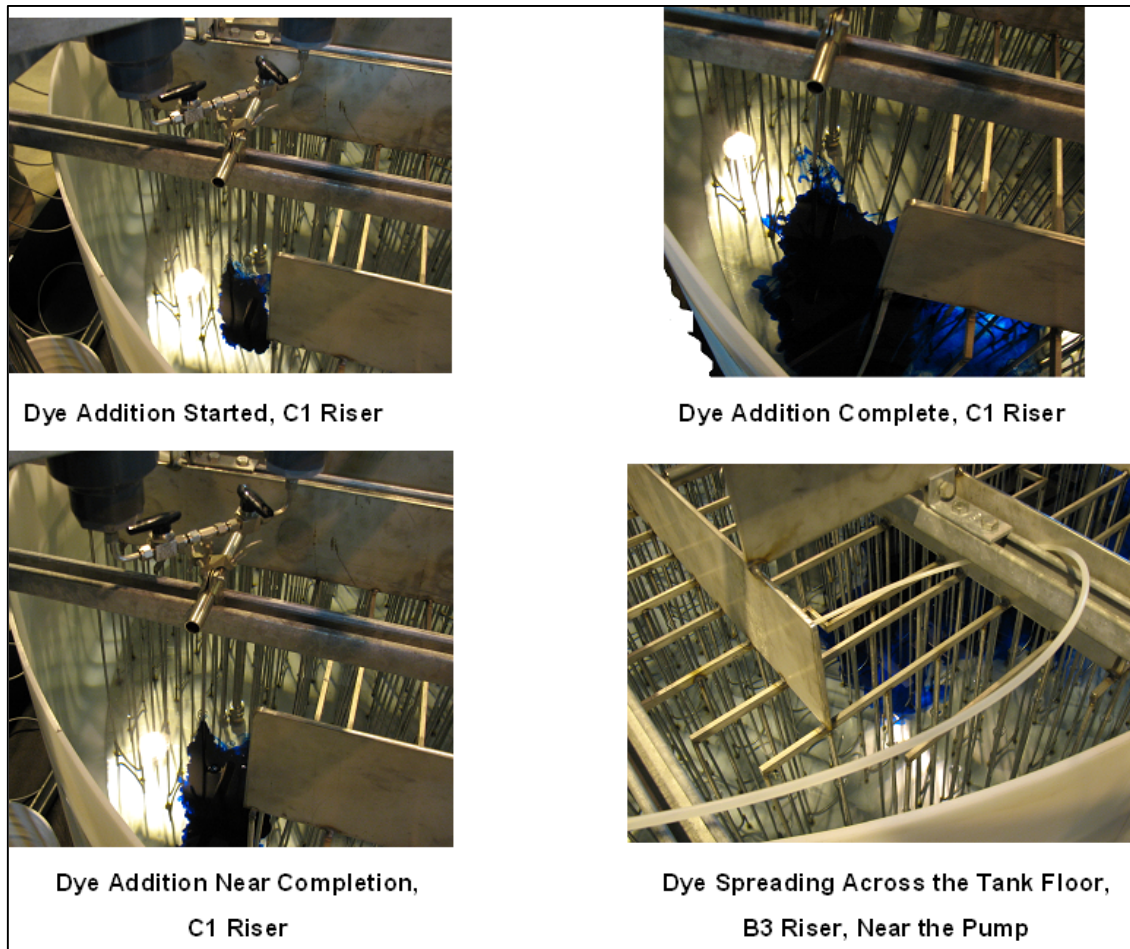 Dye Addition Started, C1 Riser
Dye Addition Complete, C1 Riser
Dye Addition Near Completion,
C1 Riser
Dye Spreading Across the Tank Floor,
B3 Riser, Near the Pump